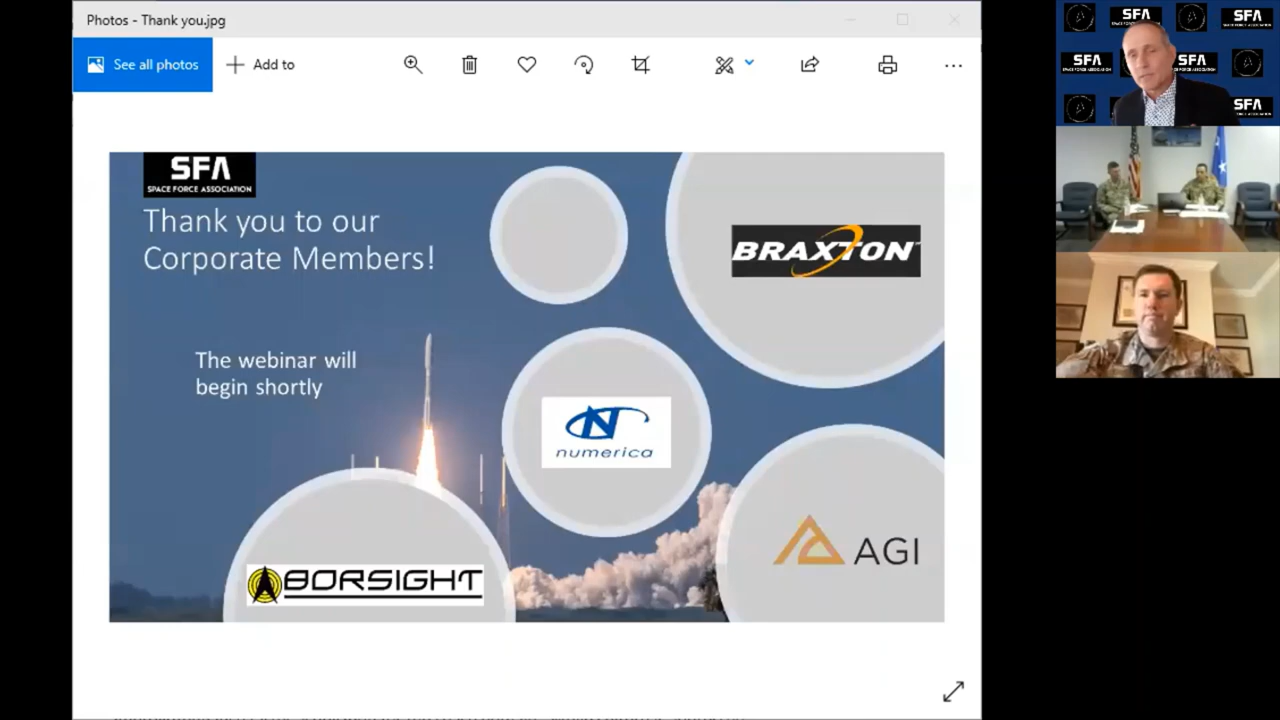 Photos - Thank you.jpg
See all photos
Add to
SFA
SPACE FORCE ASSOCIATION
Thank you to our
Corporate Members!
The webinar will
begin shortly
BRAXTON
N
numerica
BORSIGHT
AGI
SFA
SFA
SFA
SFA
SFA